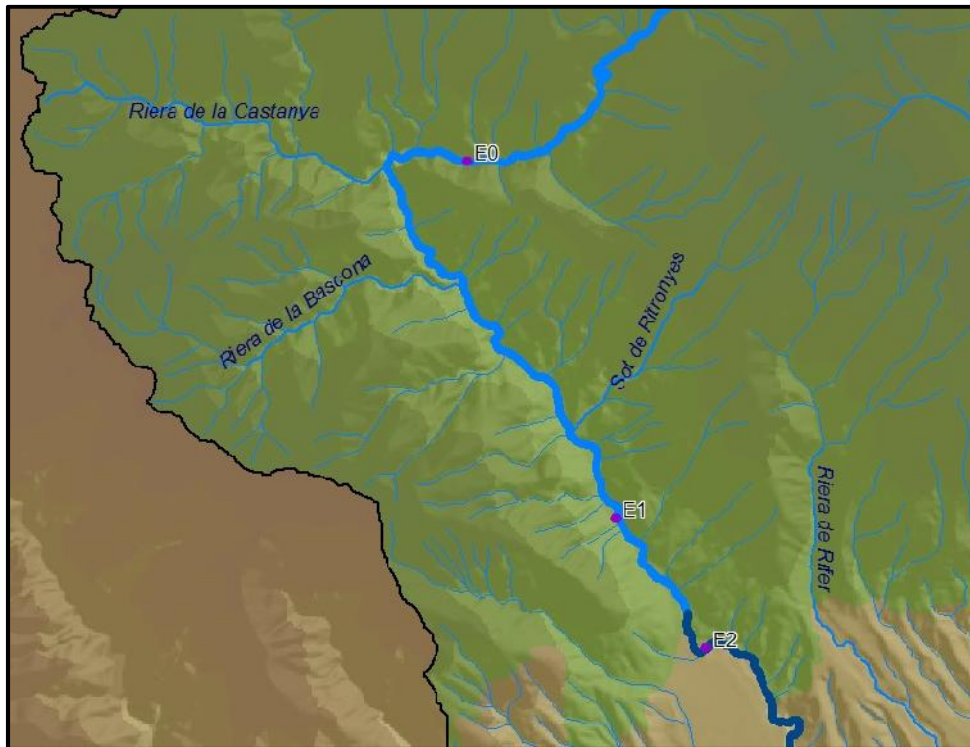 Riera de la Castanya
E0
Riera de la Bascona
Sot de Ritronyes
E1
Riera de Rifer
E2